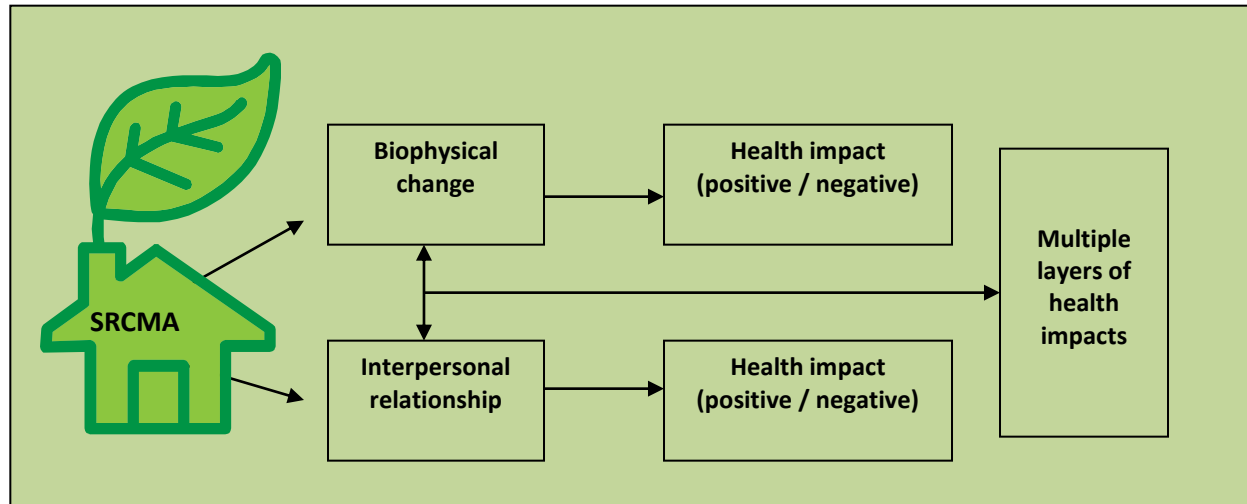 SRCMA
Biophysical
change
Health impact
(positive / negative)
Interpersonal
relationship
Health impact
(positive / negative)
Multiple
layers of
health
impacts